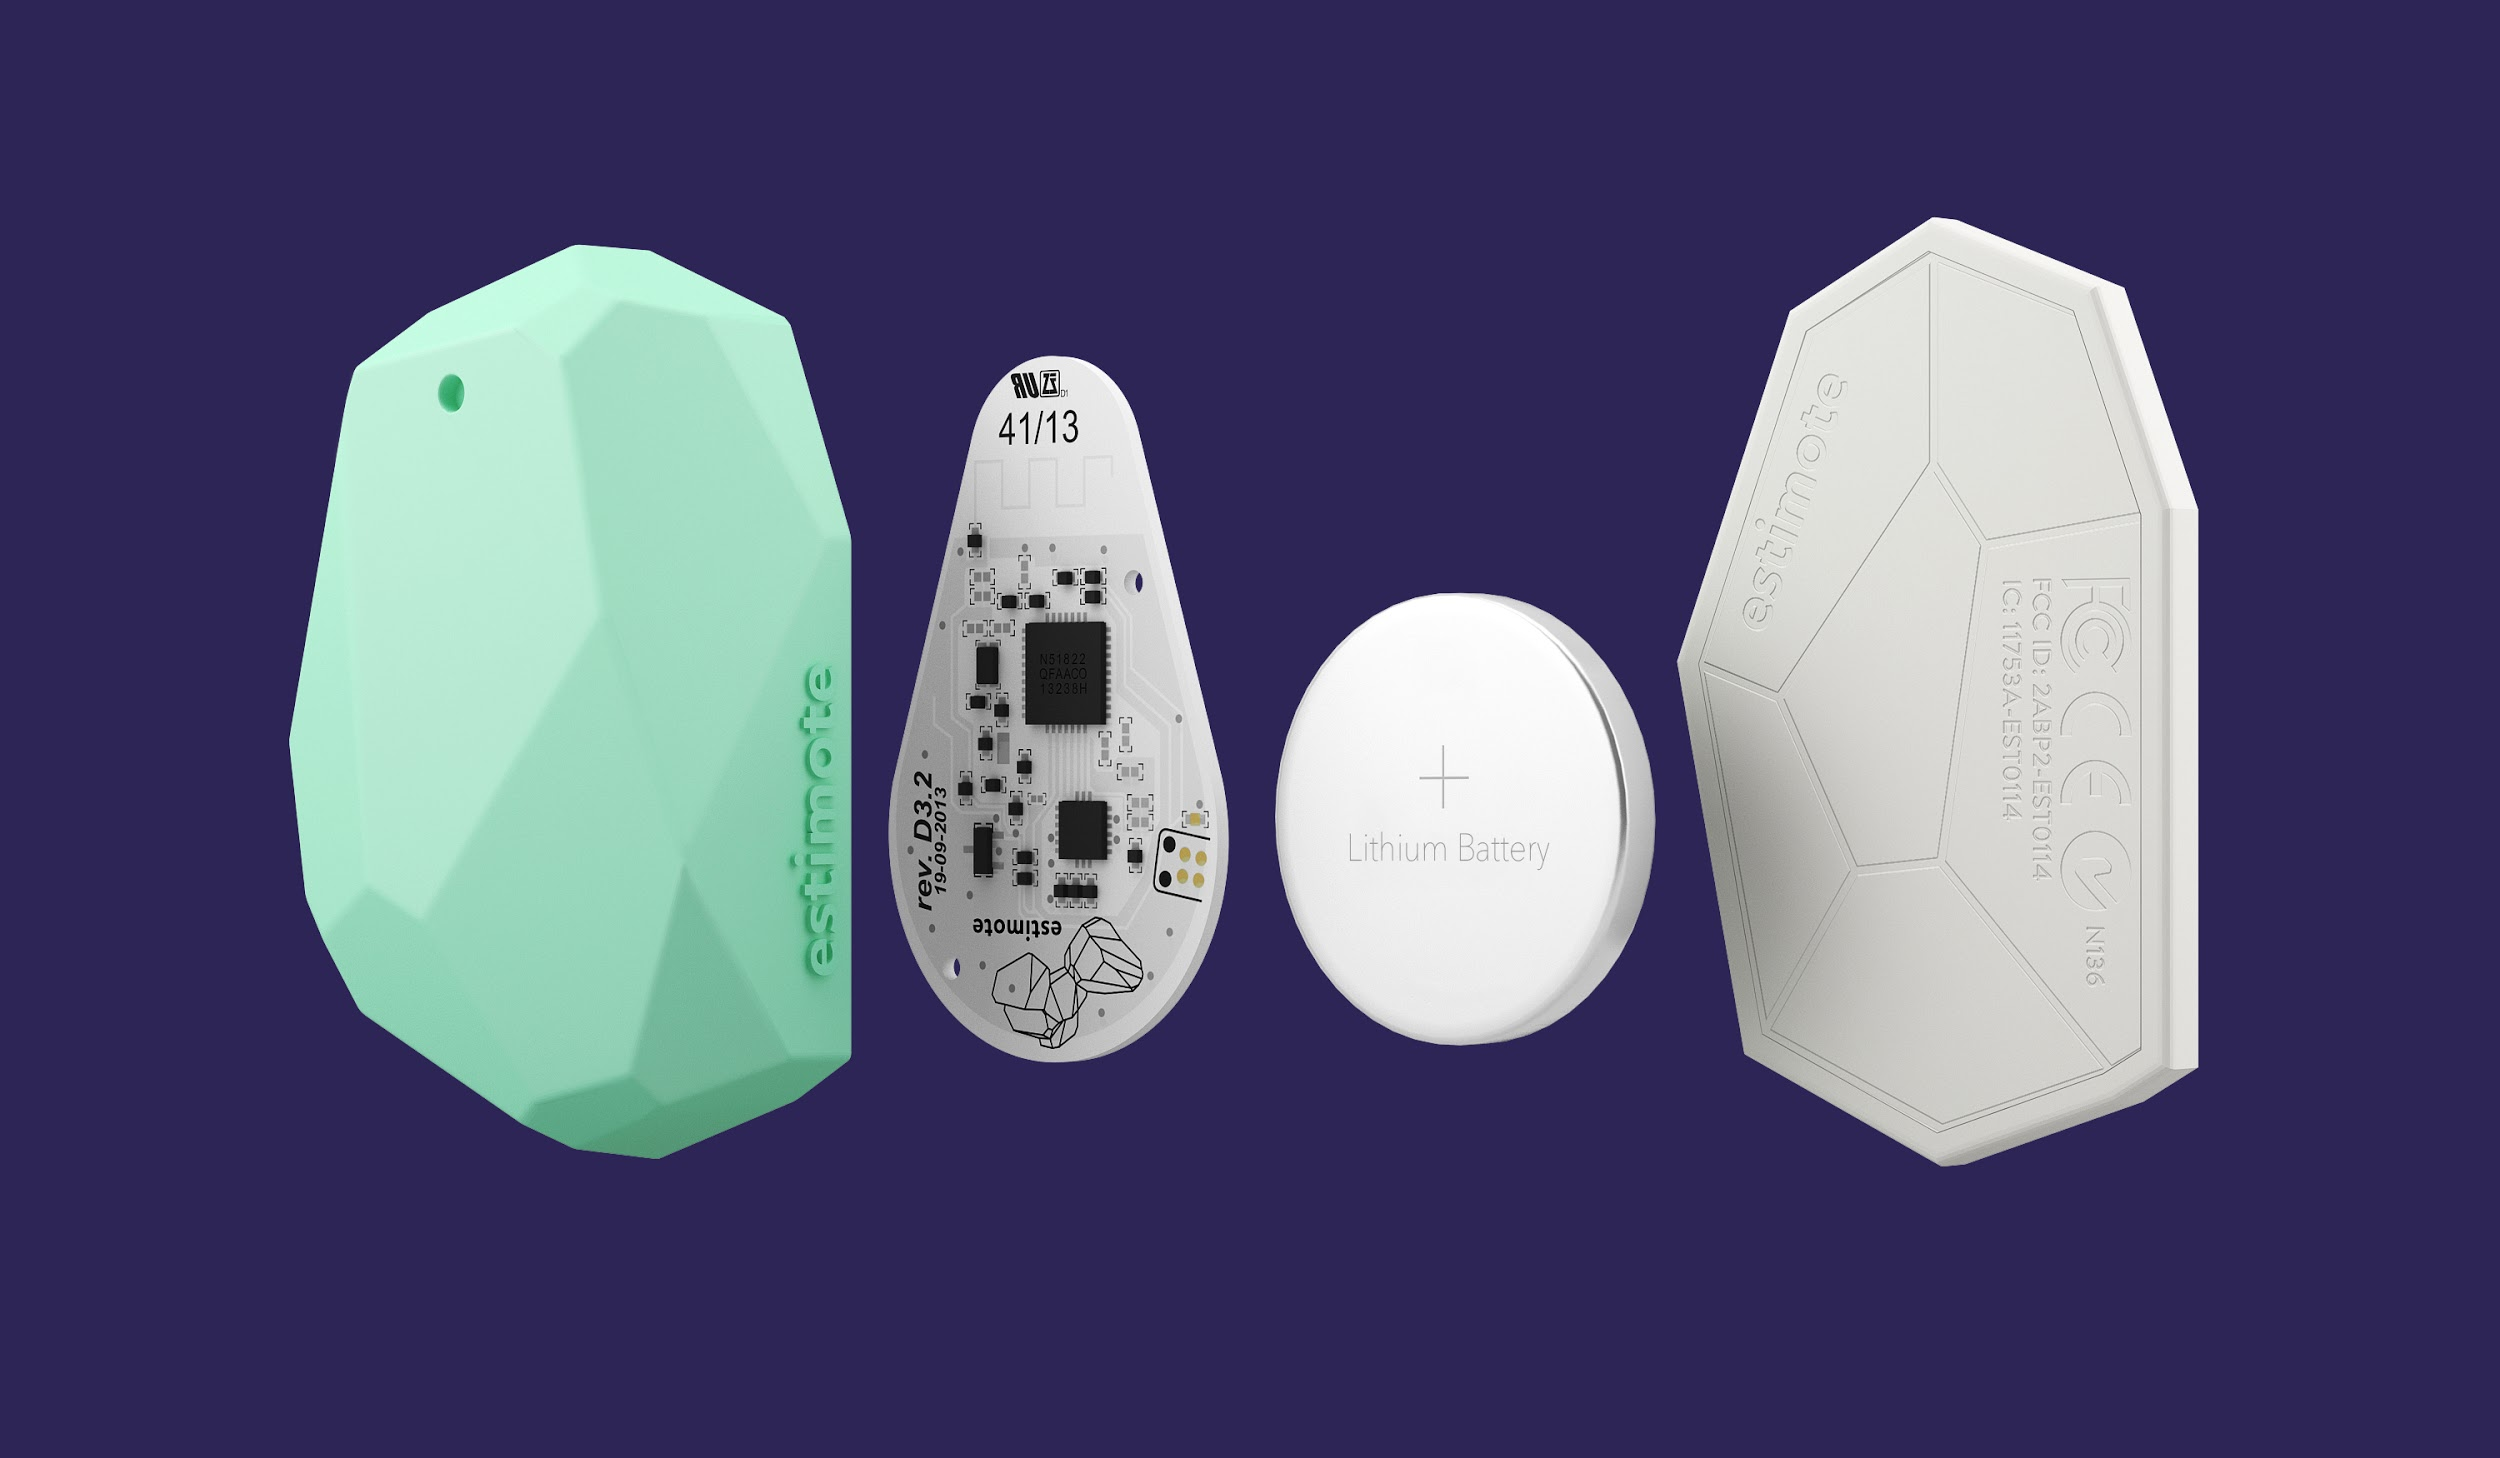 estimote
41/13
D1
N51822
QFAACO
13238H
rev. D3.2
19-09-2013
estimote
Lithium Battery
estimote
FC CE
FCC ID: 2ABP2-EST0114
IC: 11753A-EST0114
N136